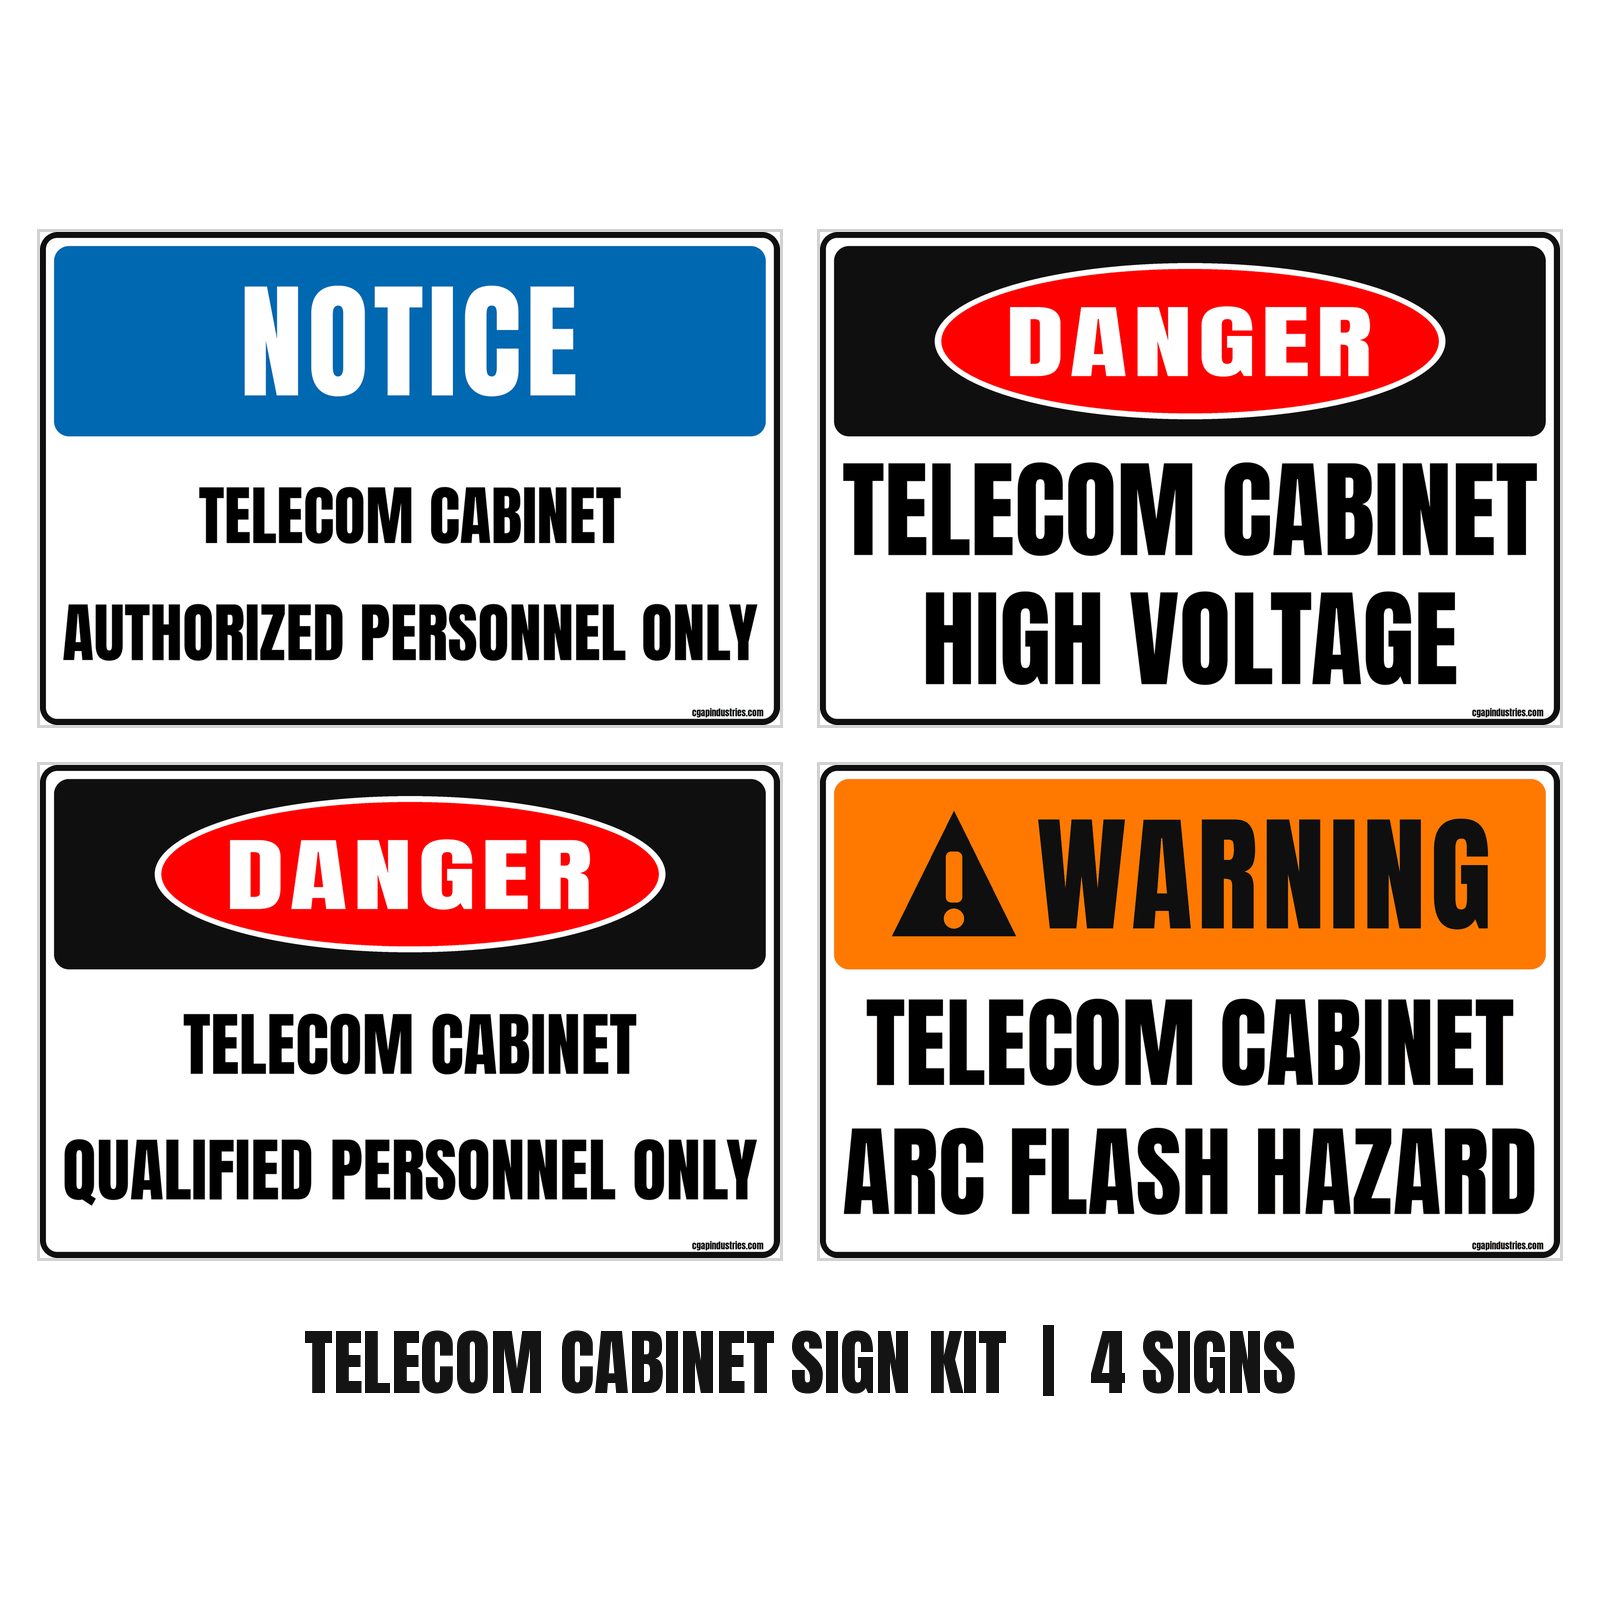 NOTICE
TELECOM CABINET
AUTHORIZED PERSONNEL ONLY
cgapindustries.com
DANGER
TELECOM CABINET
HIGH VOLTAGE
cgapindustries.com
DANGER
TELECOM CABINET
QUALIFIED PERSONNEL ONLY
cgapindustries.com
WARNING
TELECOM CABINET
ARC FLASH HAZARD
cgapindustries.com
TELECOM CABINET SIGN KIT | 4 SIGNS